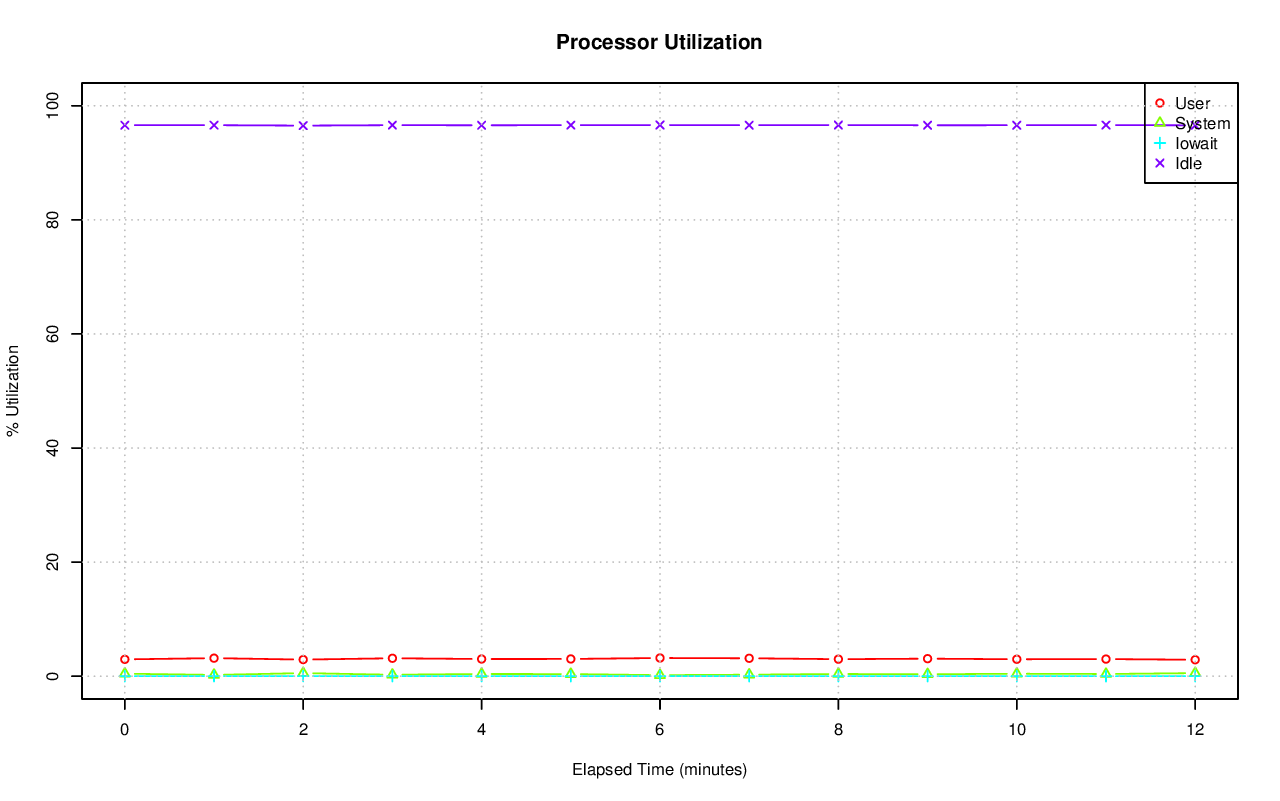 Processor Utilization
User
System
Iowait
Idle
% Utilization
100
80
60
40
20
0
0 2 4 6 8 10 12
Elapsed Time (minutes)